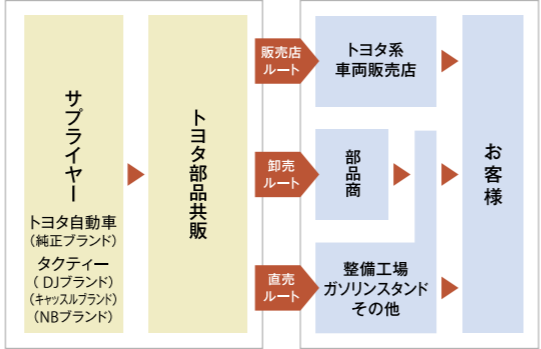 サプライヤー
トヨタ自動車
(純正ブランド)
タクティー
(DJブランド)
(キャッスルブランド)
(NBブランド)
トヨタ部品共販
販売店
ルート
トヨタ系
車両販売店
卸売
ルート
部品商
直売
ルート
整備工場
ガソリンスタンド
その他
お客様